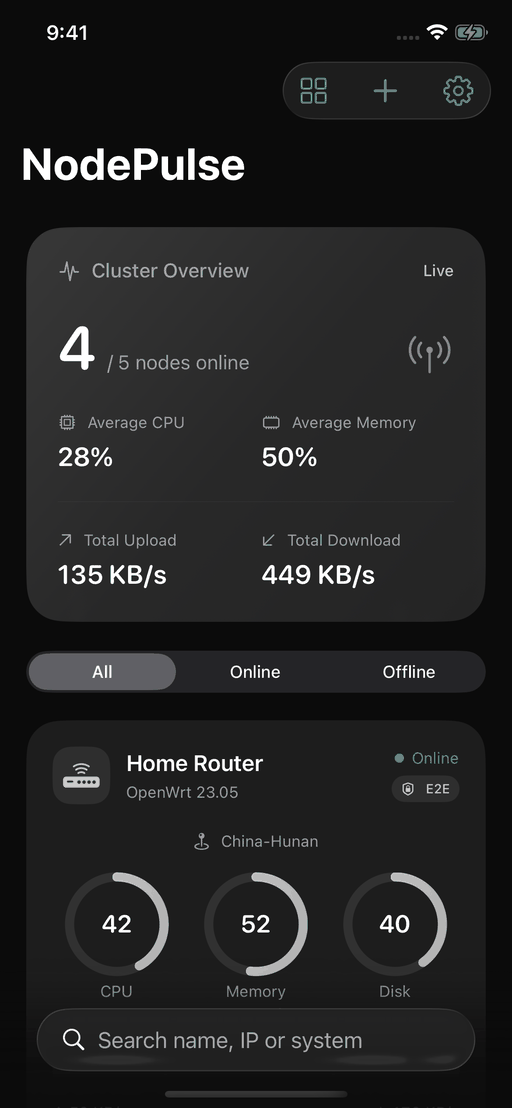 9:41
NodePulse
Cluster Overview
Live
4 / 5 nodes online
Average CPU
Average Memory
28%
50%
Total Upload
Total Download
135 KB/s
449 KB/s
All
Online
Offline
Home Router
Online
OpenWrt 23.05
E2E
China-Hunan
42
52
40
CPU
Memory
Disk
Search name, IP or system